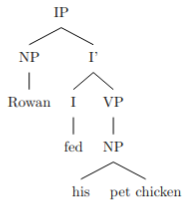 IP
NP I'
Rowan I VP
fed NP
his pet chicken